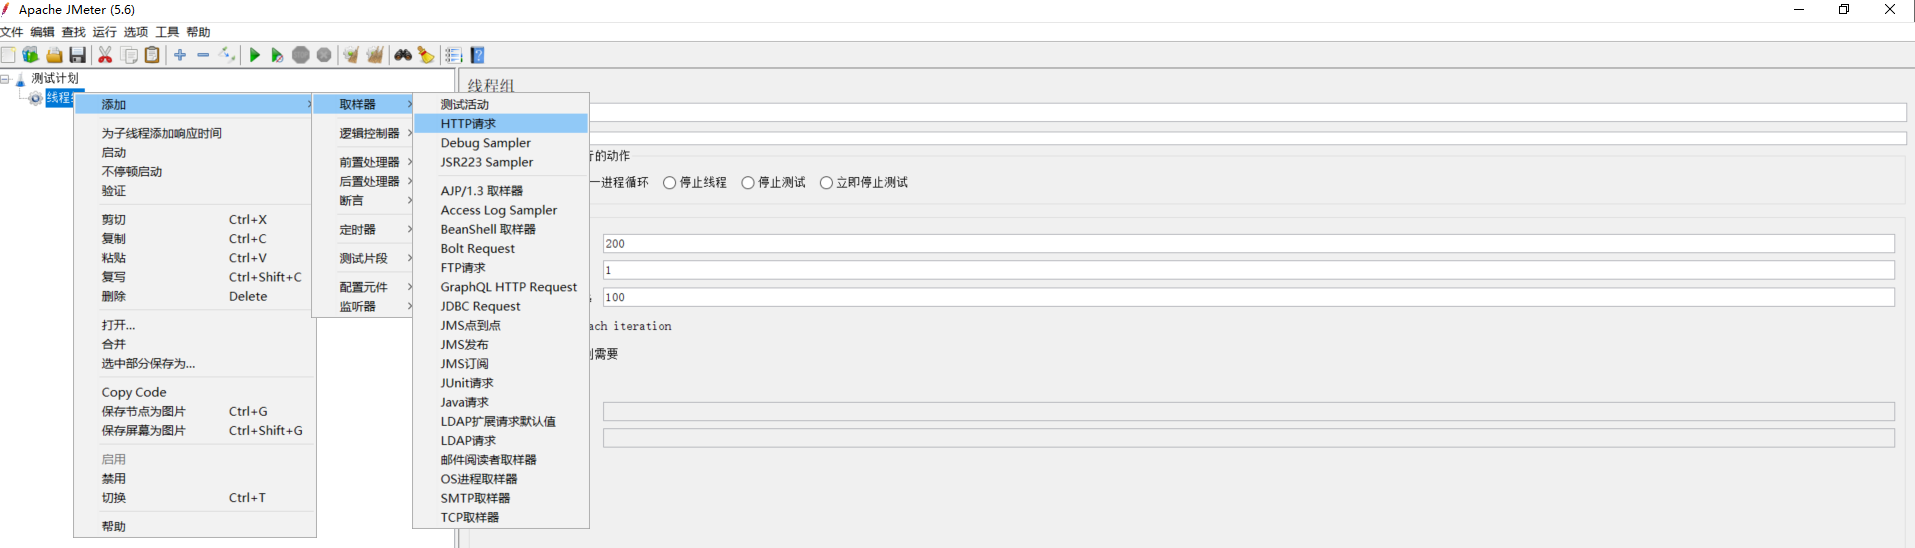 Apache JMeter (5.6)
文件 编辑 查找 运行 选项 工具 帮助
测试计划
线程
线程组
添加
为子线程添加响应时间
启动
不停顿启动
验证
剪切 Ctrl+X
复制 Ctrl+C
粘贴 Ctrl+V
复写 Ctrl+Shift+C
删除 Delete
打开...
合并
选中部分保存为...
Copy Code
保存节点为图片 Ctrl+G
保存屏幕为图片 Ctrl+Shift+G
启用
禁用
切换 Ctrl+T
帮助
取样器
逻辑控制器
前置处理器
后置处理器
断言
定时器
测试片段
配置元件
监听器
测试活动
HTTP请求
Debug Sampler
JSR223 Sampler
AJP/1.3 取样器
Access Log Sampler
BeanShell 取样器
Bolt Request
FTP请求
GraphQL HTTP Request
JDBC Request
JMS点到点
JMS发布
JMS订阅
JUnit请求
Java请求
LDAP扩展请求默认值
LDAP请求
邮件阅读者取样器
OS进程取样器
SMTP取样器
TCP取样器
行的动作
一进程循环 停止线程 停止测试 立即停止测试
200
1
100
ach iteration
需要